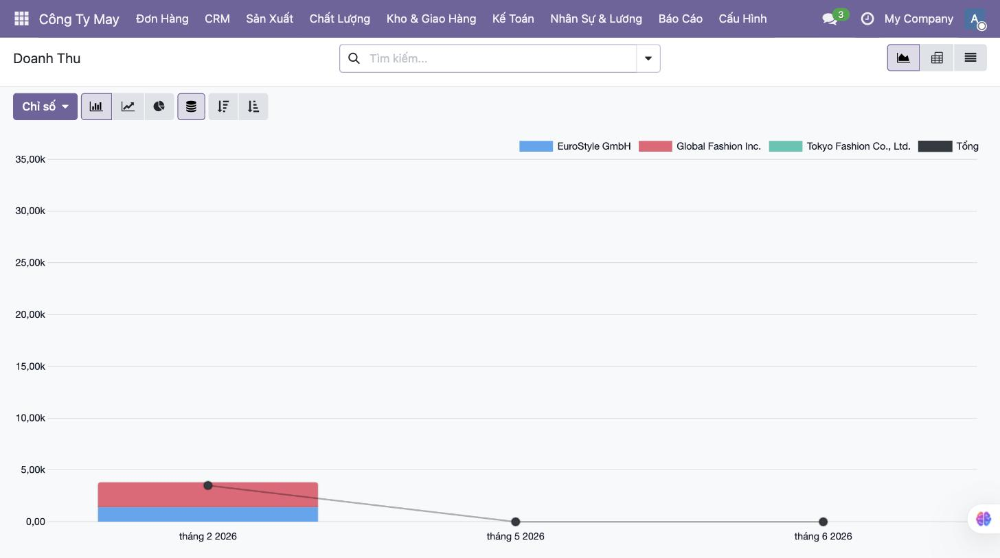 Công Ty May Đơn Hàng CRM Sản Xuất Chất Lượng Kho & Giao Hàng Kế Toán Nhân Sự & Lương Báo Cáo Cấu Hình 3 My Company A
Doanh Thu Tìm kiếm...
Chỉ số
EuroStyle GmbH Global Fashion Inc. Tokyo Fashion Co., Ltd. Tổng
35,00k
30,00k
25,00k
20,00k
15,00k
10,00k
5,00k
0,00
tháng 2 2026 tháng 5 2026 tháng 6 2026